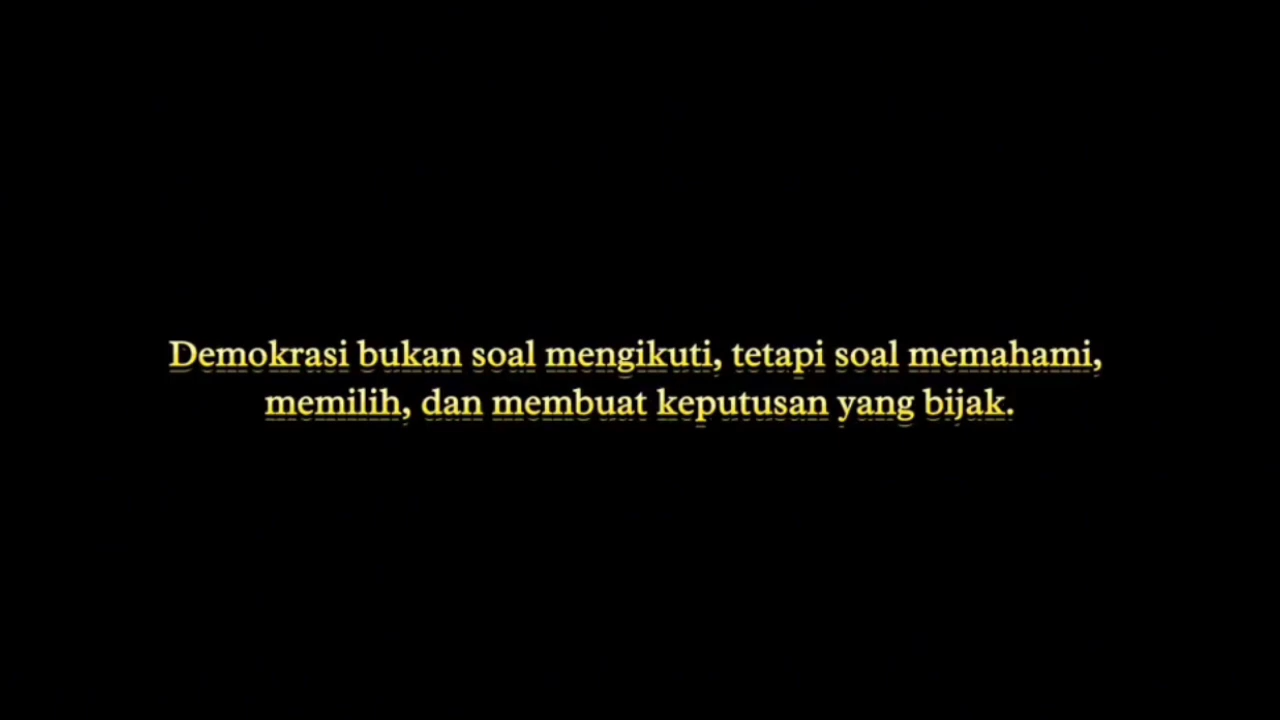 Demokrasi bukan soal mengikuti, tetapi soal memahami,
memilih, dan membuat keputusan yang bijak.